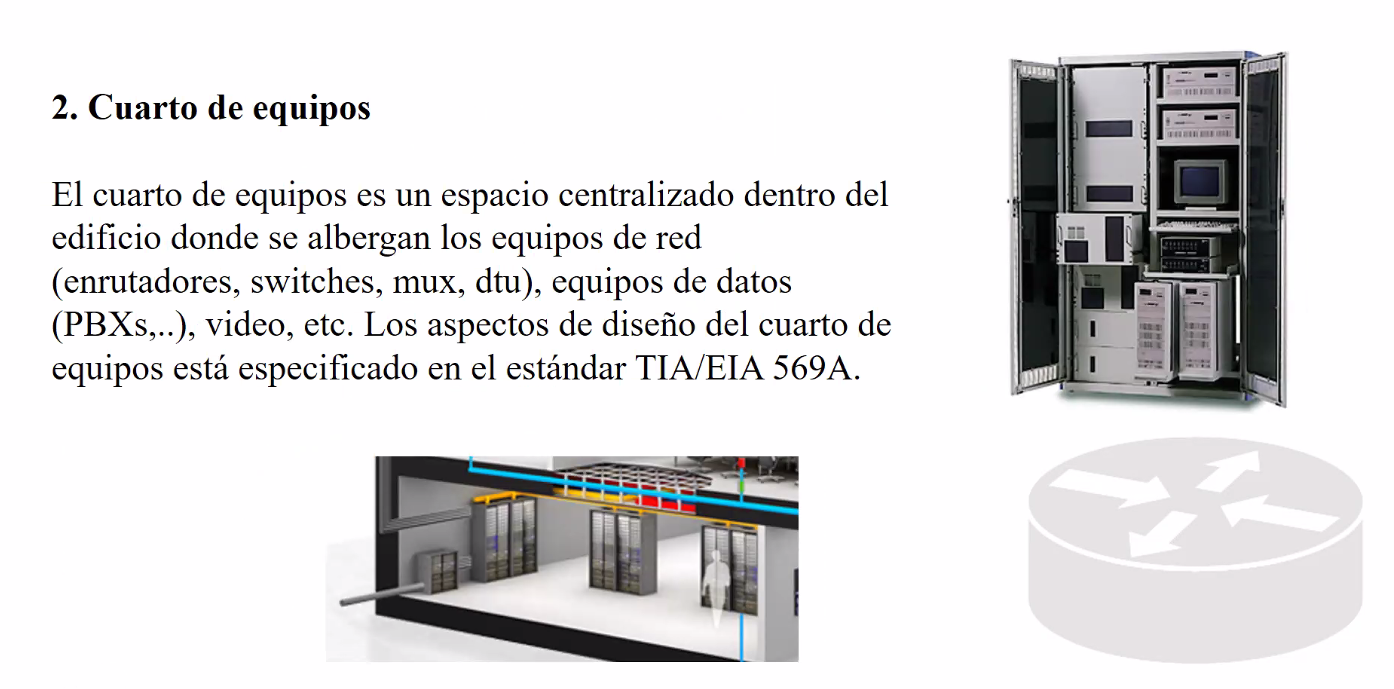 2. Cuarto de equipos
El cuarto de equipos es un espacio centralizado dentro del
edificio donde se albergan los equipos de red
(enrutadores, switches, mux, dtu), equipos de datos
(PBXs,..), video, etc. Los aspectos de diseño del cuarto de
equipos está especificado en el estándar TIA/EIA 569A.